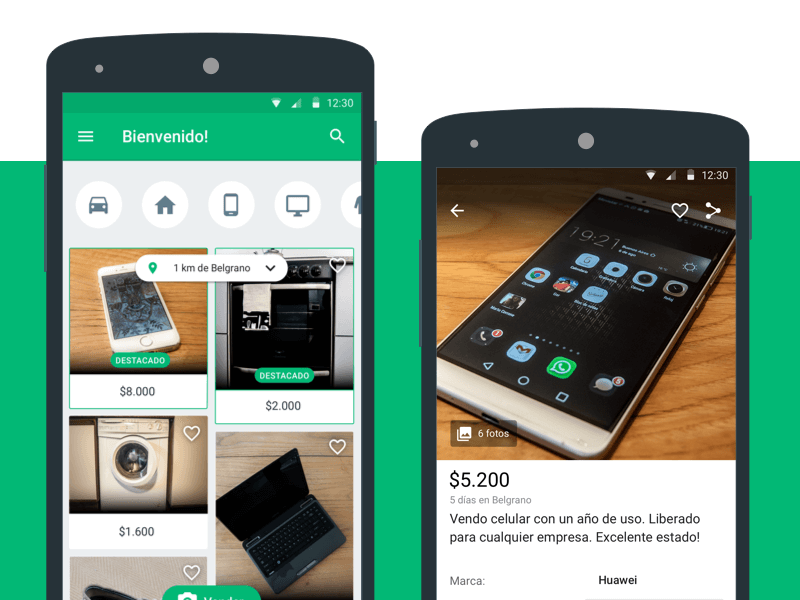 12:30
Bienvenido!
1 km de Belgrano
DESTACADO
$8.000
DESTACADO
$2.000
$1.600
Vender
12:30
19:21
Buenos Aires
6 fotos
$5.200
5 días en Belgrano
Vendo celular con un año de uso. Liberado
para cualquier empresa. Excelente estado!
Marca:
Huawei